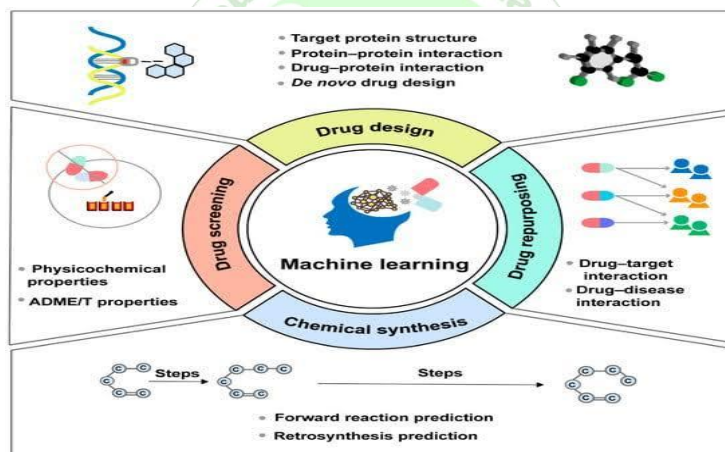 Target protein structure
Protein–protein interaction
Drug–protein interaction
De novo drug design
Drug design
Drug screening
Drug repurposing
Machine learning
Chemical synthesis
Physicochemical
properties
ADME/T properties
Drug–target
interaction
Drug–disease
interaction
Steps
Steps
C C C C C
C C C C C C
C C C C C C
Forward reaction prediction
Retrosynthesis prediction